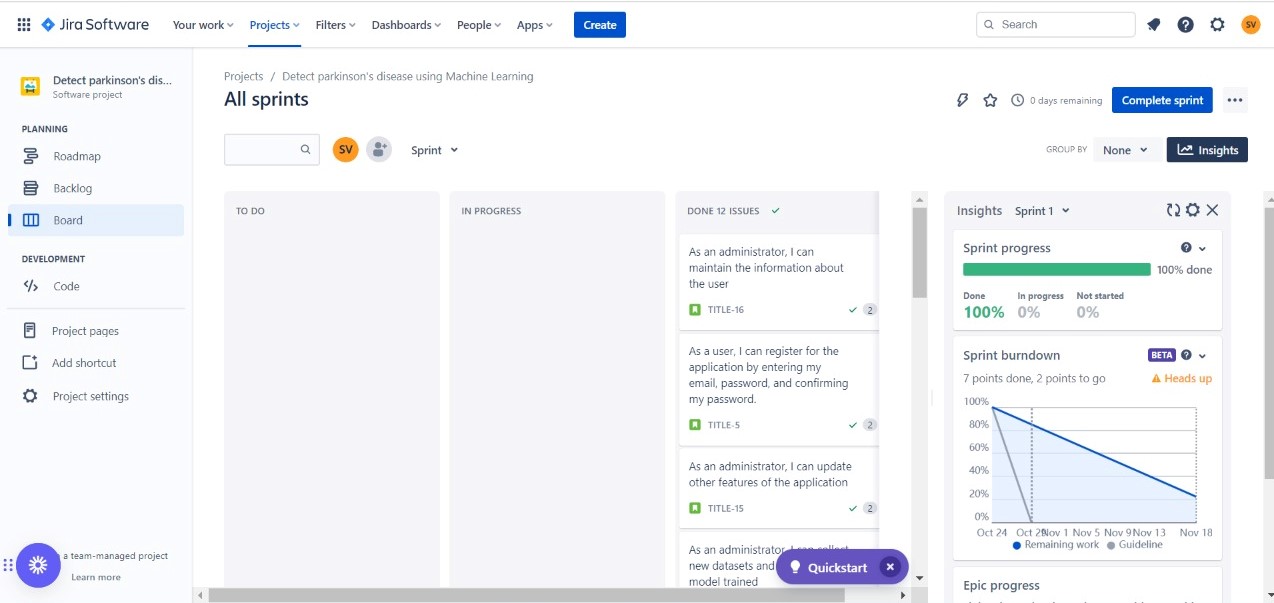 Jira Software Your work Projects Filters Dashboards People Apps Create Search SV
Detect parkinson's dis...
Software project
PLANNING
Roadmap
Backlog
Board
DEVELOPMENT
Code
Project pages
Add shortcut
Project settings
a team-managed project
Learn more
Projects / Detect parkinson's disease using Machine Learning
All sprints
0 days remaining Complete sprint
SV Sprint
GROUP BY None Insights
TO DO
IN PROGRESS
DONE 12 ISSUES
As an administrator, I can
maintain the information about
the user
TITLE-16 2
As a user, I can register for the
application by entering my
email, password, and confirming
my password.
TITLE-5 2
As an administrator, I can update
other features of the application
TITLE-15 2
As an administrator, I can collect
new datasets and
model trained
Quickstart
Insights Sprint 1
Sprint progress
100% done
Done In progress Not started
100% 0% 0%
Sprint burndown BETA
7 points done, 2 points to go Heads up
100%
80%
60%
40%
20%
0%
Oct 24 Oct 29 Nov 1 Nov 5 Nov 9 Nov 13 Nov 18
Remaining work Guideline
Epic progress